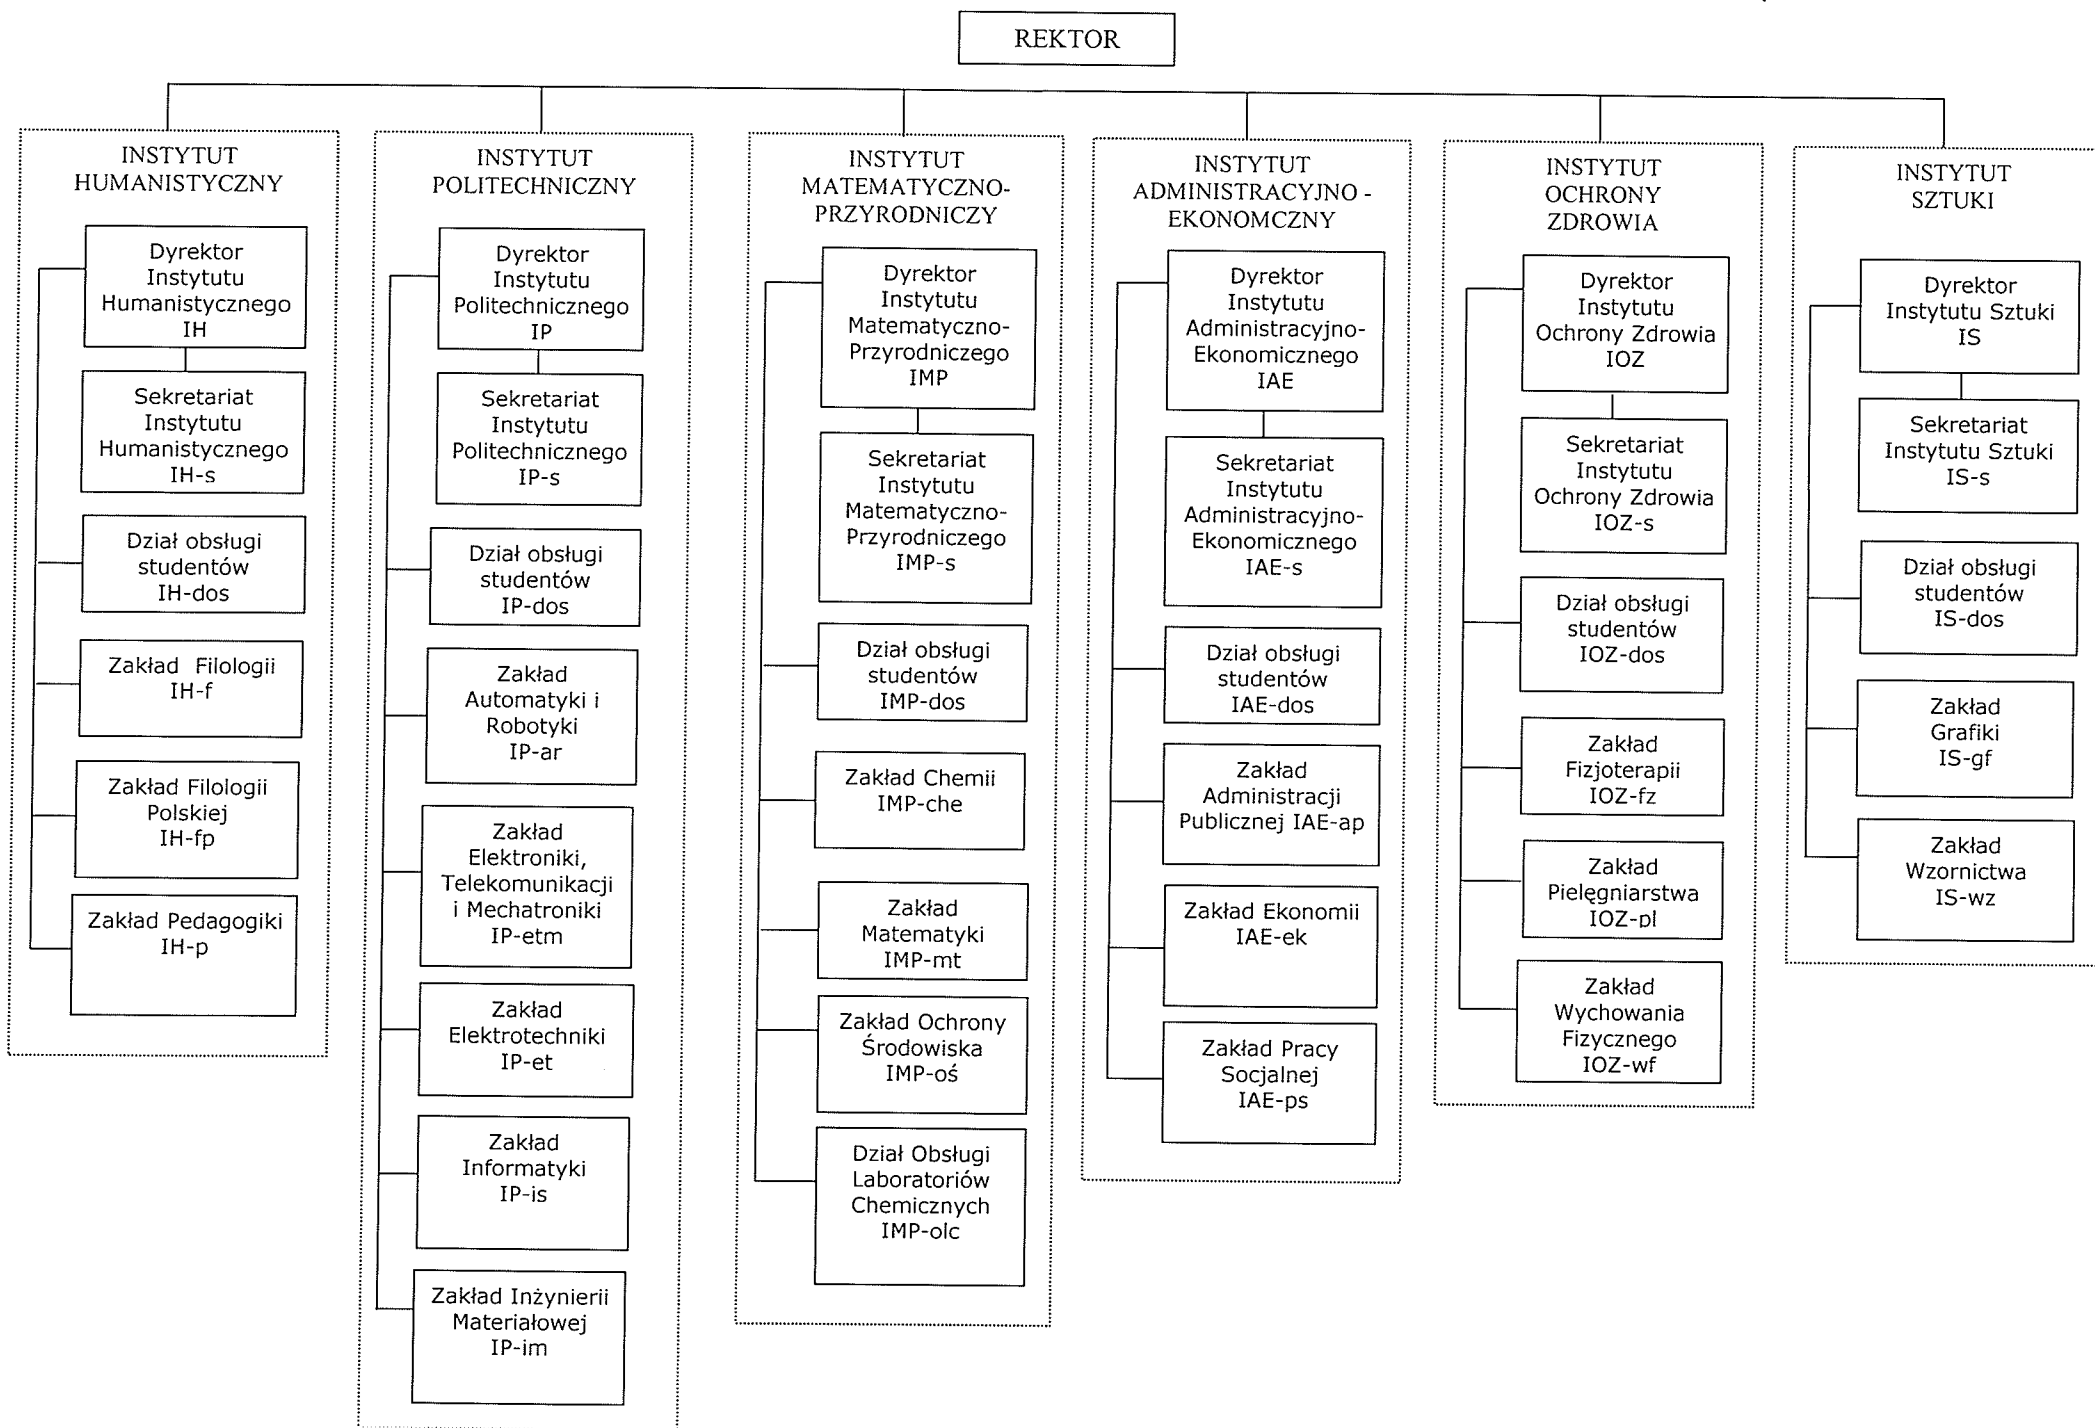 REKTOR
INSTYTUT
HUMANISTYCZNY
Dyrektor
Instytutu
Humanistycznego
IH
Sekretariat
Instytutu
Humanistycznego
IH-s
Dział obsługi
studentów
IH-dos
Zakład Filologii
IH-f
Zakład Filologii
Polskiej
IH-fp
Zakład Pedagogiki
IH-p
INSTYTUT
POLITECHNICZNY
Dyrektor
Instytutu
Politechnicznego
IP
Sekretariat
Instytutu
Politechnicznego
IP-s
Dział obsługi
studentów
IP-dos
Zakład
Automatyki i
Robotyki
IP-ar
Zakład
Elektroniki,
Telekomunikacji
i Mechatroniki
IP-etm
Zakład
Elektrotechniki
IP-et
Zakład
Informatyki
IP-is
Zakład Inżynierii
Materiałowej
IP-im
INSTYTUT
MATEMATYCZNO-
PRZYRODNICZY
Dyrektor
Instytutu
Matematyczno-
Przyrodniczego
IMP
Sekretariat
Instytutu
Matematyczno-
Przyrodniczego
IMP-s
Dział obsługi
studentów
IMP-dos
Zakład Chemii
IMP-che
Zakład
Matematyki
IMP-mt
Zakład Ochrony
Środowiska
IMP-oś
Dział Obsługi
Laboratoriów
Chemicznych
IMP-olc
INSTYTUT
ADMINISTRACYJNO -
EKONOMCZNY
Dyrektor
Instytutu
Administracyjno-
Ekonomicznego
IAE
Sekretariat
Instytutu
Administracyjno-
Ekonomicznego
IAE-s
Dział obsługi
studentów
IAE-dos
Zakład
Administracji
Publicznej IAE-ap
Zakład Ekonomii
IAE-ek
Zakład Pracy
Socjalnej
IAE-ps
INSTYTUT
OCHRONY
ZDROWIA
Dyrektor
Instytutu
Ochrony Zdrowia
IOZ
Sekretariat
Instytutu
Ochrony Zdrowia
IOZ-s
Dział obsługi
studentów
IOZ-dos
Zakład
Fizjoterapii
IOZ-fz
Zakład
Pielęgniarstwa
IOZ-pl
Zakład
Wychowania
Fizycznego
IOZ-wf
INSTYTUT
SZTUKI
Dyrektor
Instytutu Sztuki
IS
Sekretariat
Instytutu Sztuki
IS-s
Dział obsługi
studentów
IS-dos
Zakład
Grafiki
IS-gf
Zakład
Wzornictwa
IS-wz